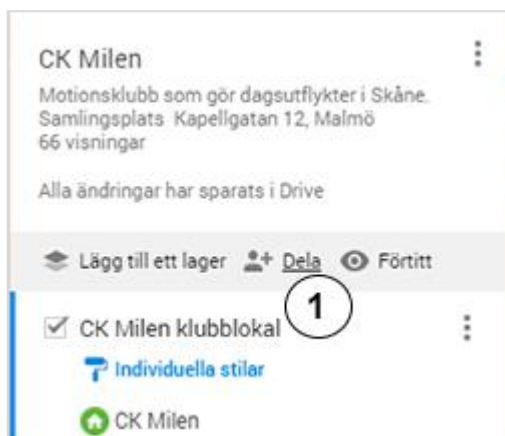 CK Milen
Motionsklubb som gör dagsutflykter i Skåne.
Samlingsplats Kapellgatan 12, Malmö
66 visningar
Alla ändringar har sparats i Drive
Lägg till ett lager Dela Förtitt
1
CK Milen klubblokal
Individuella stilar
CK Milen